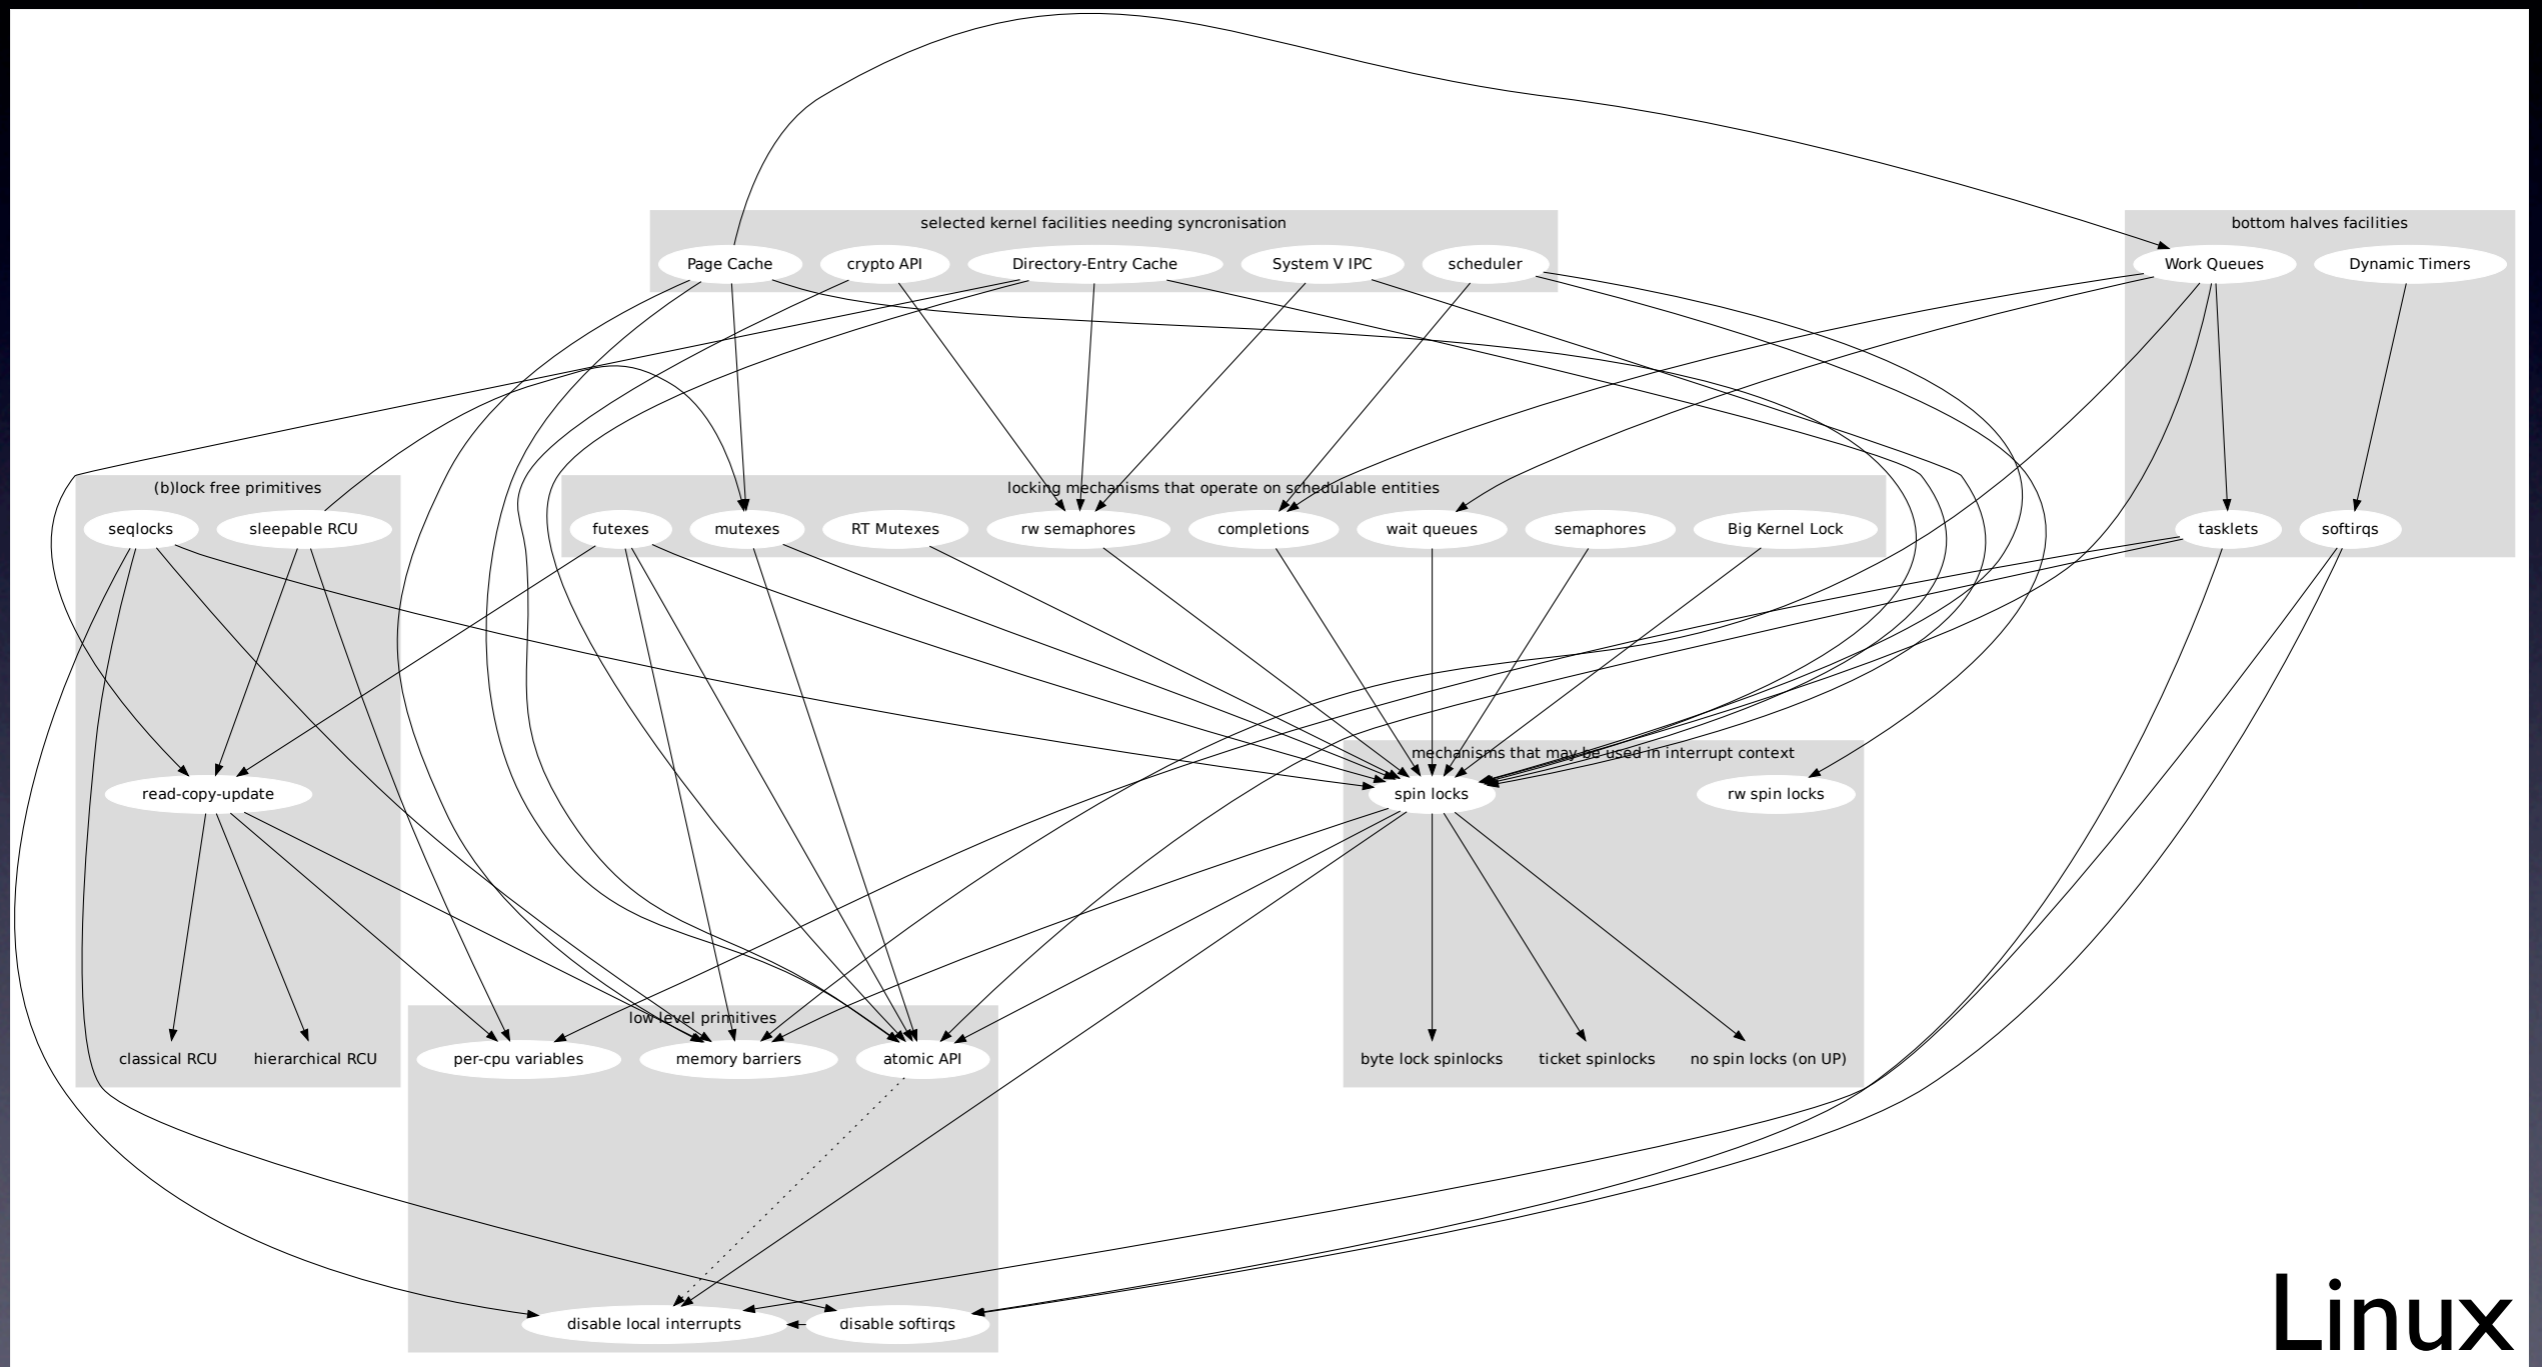 selected kernel facilities needing syncronisation
bottom halves facilities
Page Cache
crypto API
Directory-Entry Cache
System V IPC
scheduler
Work Queues
Dynamic Timers
(b)lock free primitives
locking mechanisms that operate on schedulable entities
seqlocks
sleepable RCU
futexes
mutexes
RT Mutexes
rw semaphores
completions
wait queues
semaphores
Big Kernel Lock
tasklets
softirqs
mechanisms that may be used in interrupt context
read-copy-update
spin locks
rw spin locks
low level primitives
classical RCU
hierarchical RCU
per-cpu variables
memory barriers
atomic API
byte lock spinlocks
ticket spinlocks
no spin locks (on UP)
disable local interrupts
disable softirqs
Linux